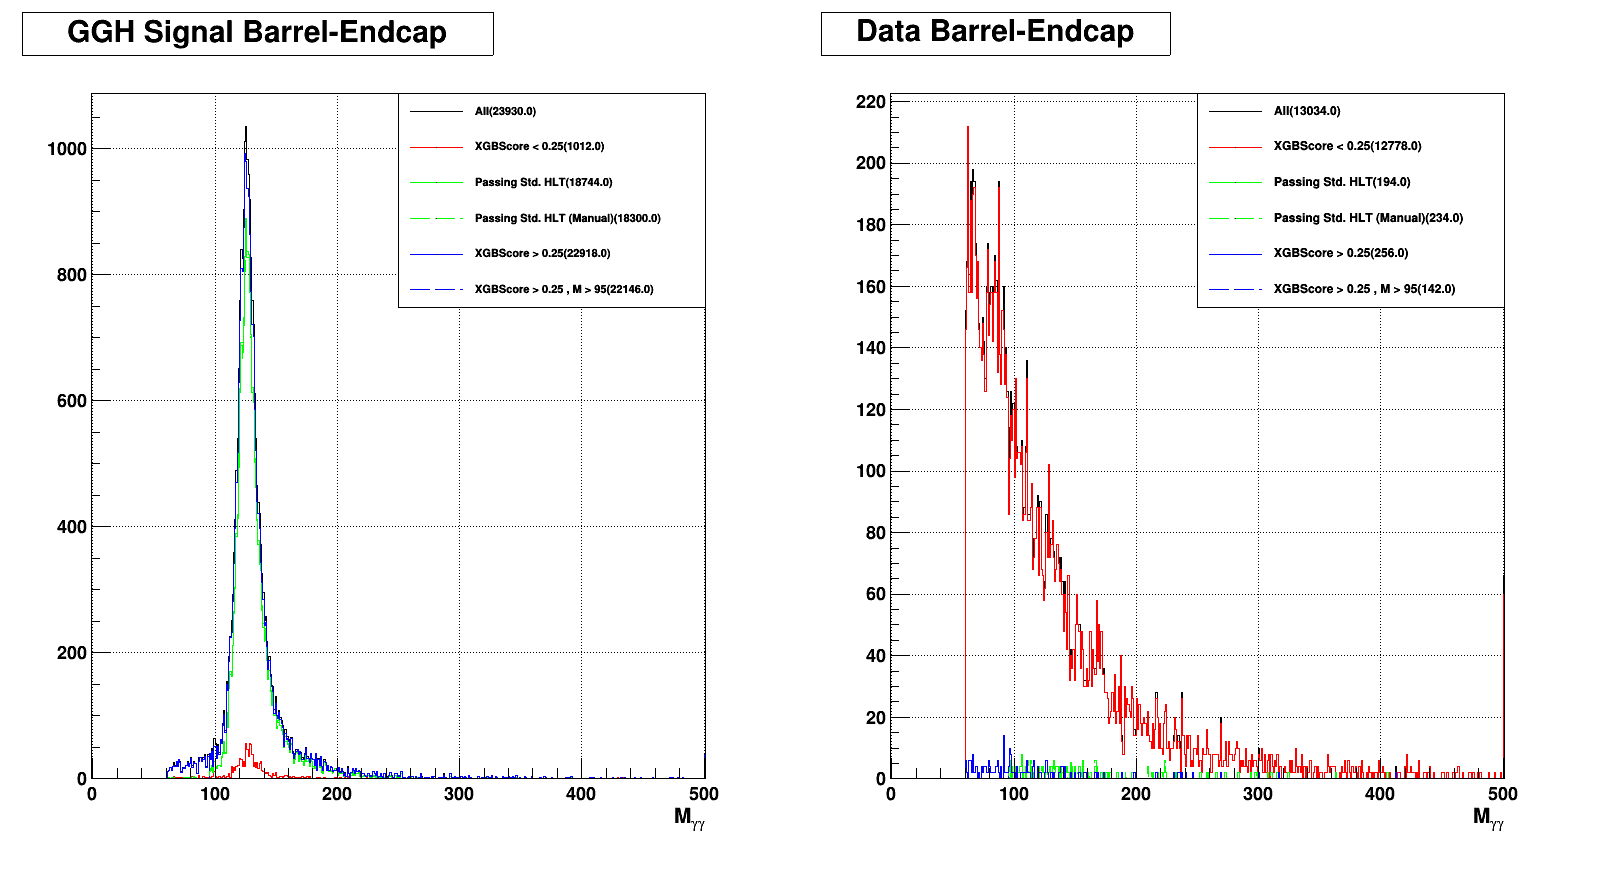 GGH Signal Barrel-Endcap
All(23930.0)
XGBScore < 0.25(1012.0)
Passing Std. HLT(18744.0)
Passing Std. HLT (Manual)(18300.0)
XGBScore > 0.25(22918.0)
XGBScore > 0.25 , M > 95(22146.0)
1000
800
600
400
200
0
0 100 200 300 400 500
Mγγ
Data Barrel-Endcap
All(13034.0)
XGBScore < 0.25(12778.0)
Passing Std. HLT(194.0)
Passing Std. HLT (Manual)(234.0)
XGBScore > 0.25(256.0)
XGBScore > 0.25 , M > 95(142.0)
220
200
180
160
140
120
100
80
60
40
20
0
0 100 200 300 400 500
Mγγ